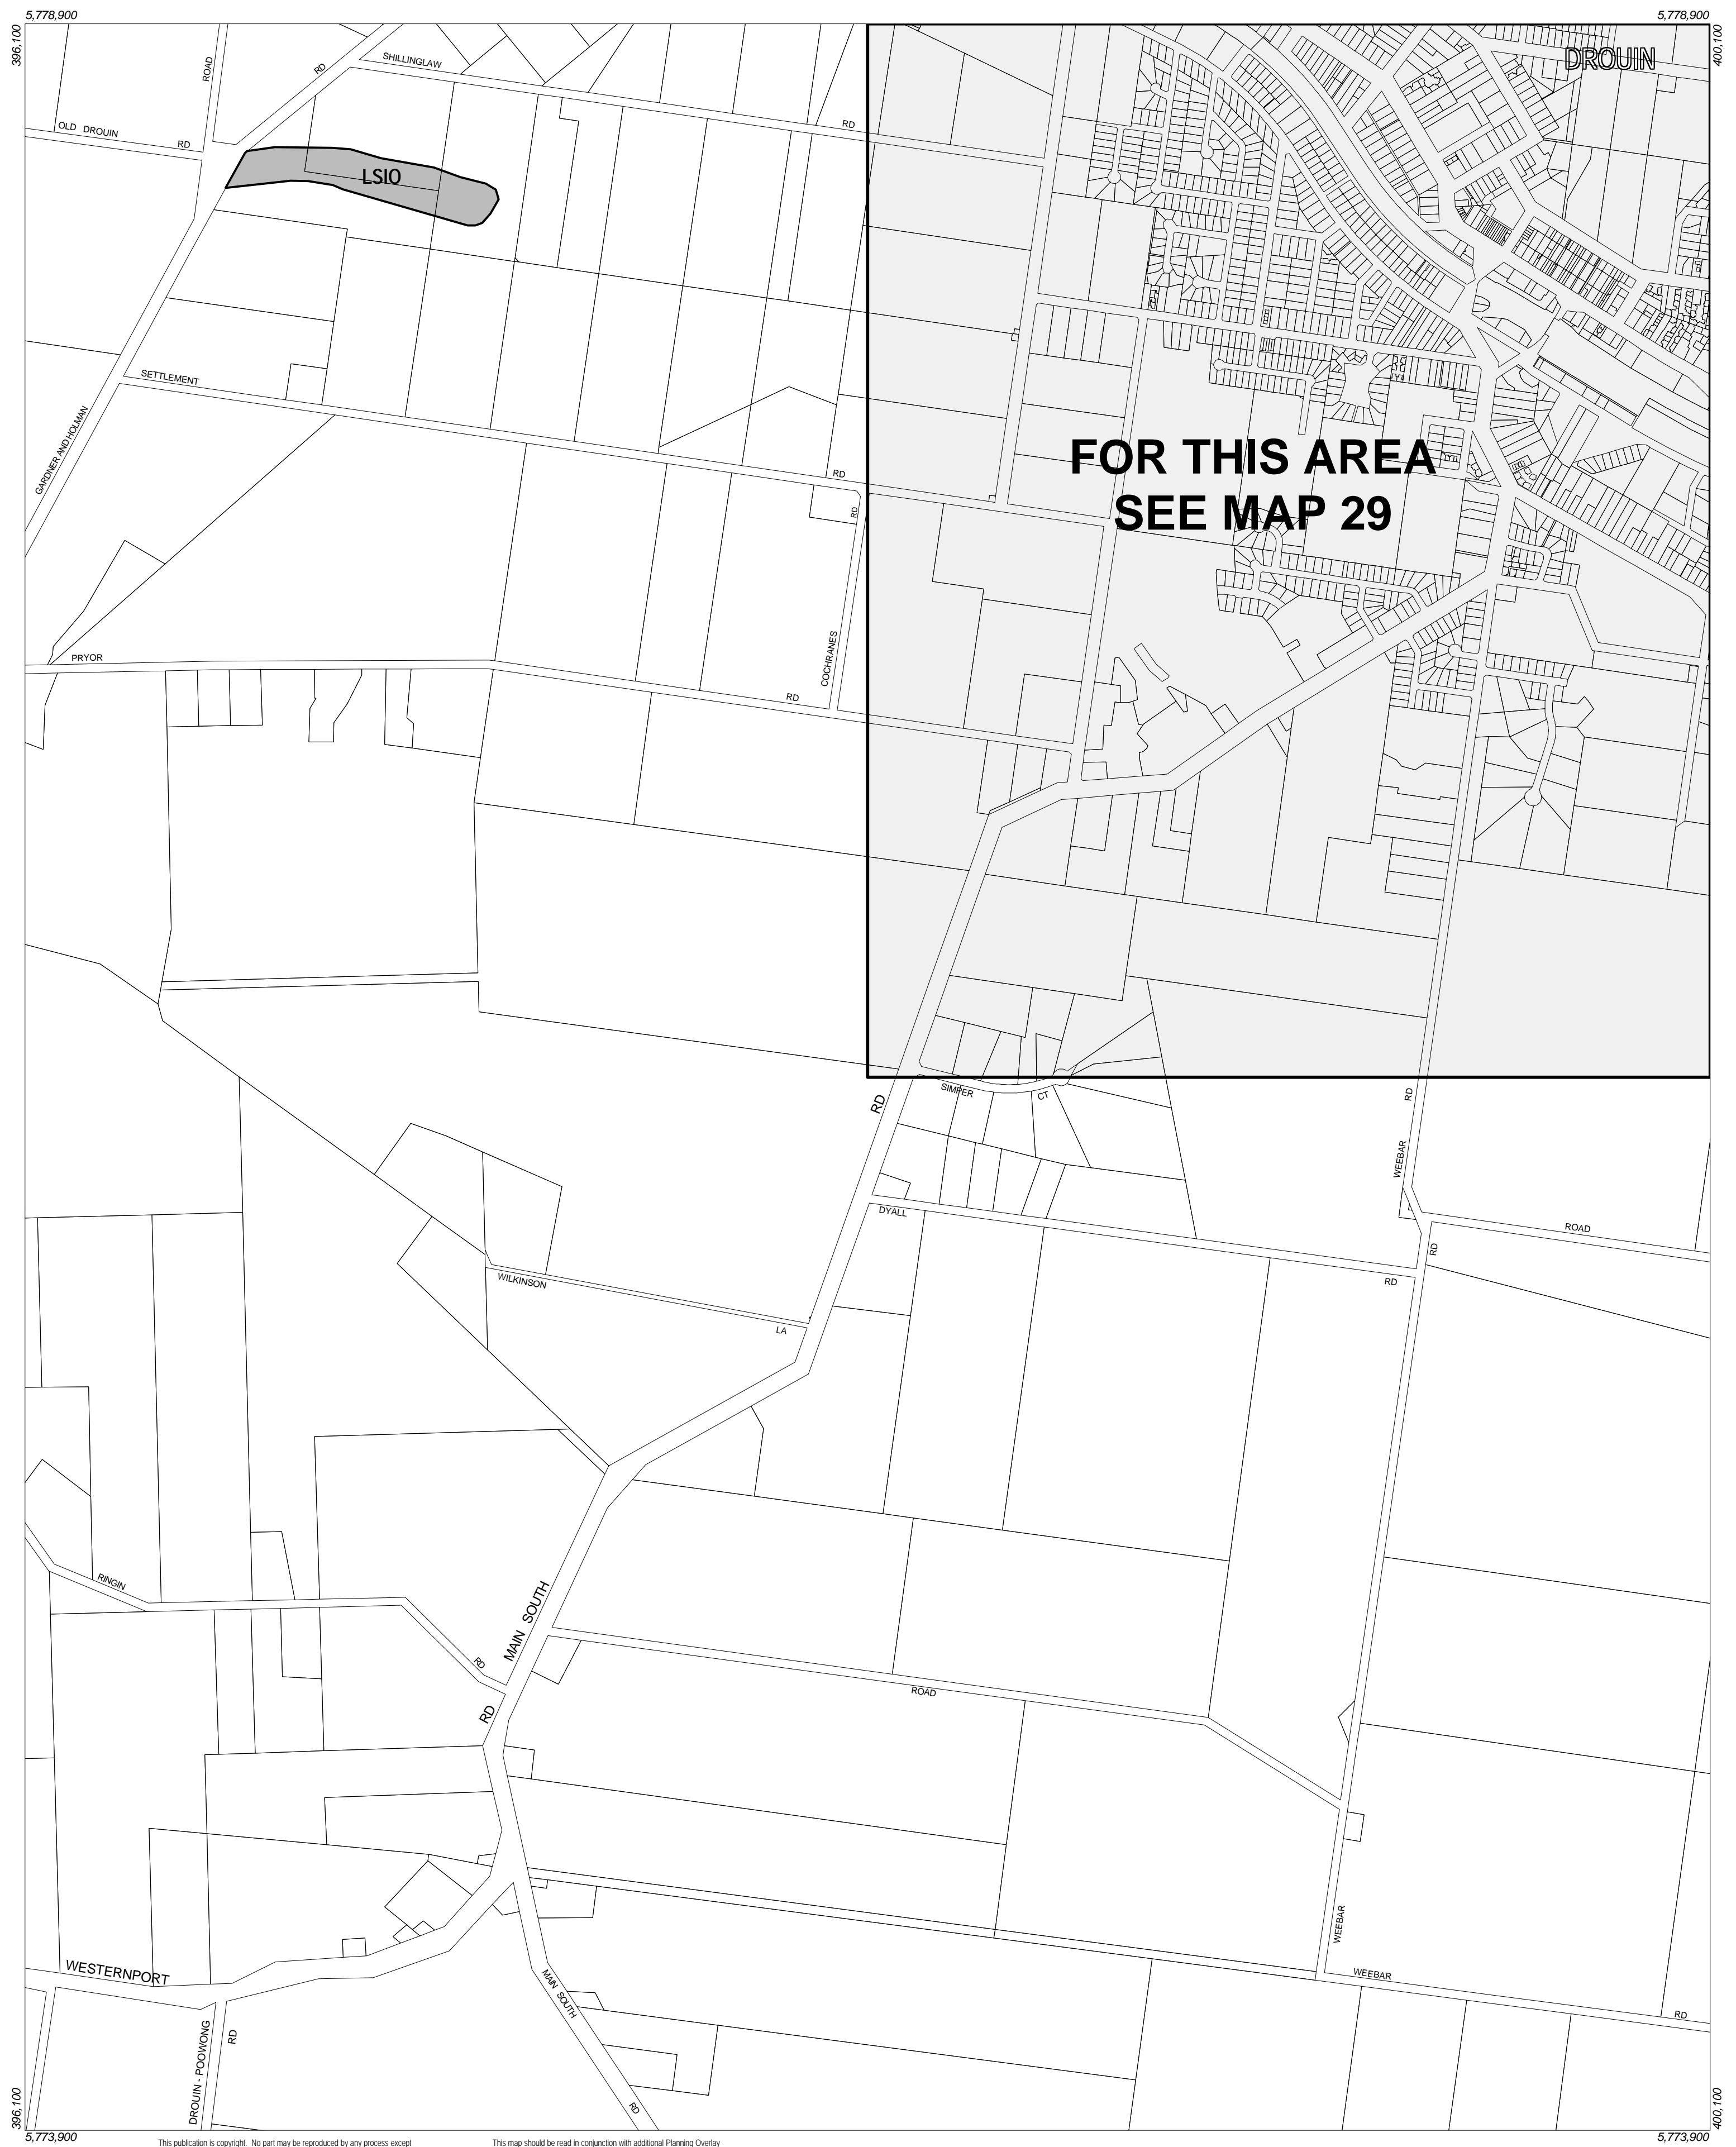 5,778,900
5,778,900
396,100
400,100
DROUIN
ROAD
RD
SHILLINGLAW
RD
OLD DROUIN
RD
LSIO
SETTLEMENT
RD
GARDNER AND HOLMAN
FOR THIS AREA
SEE MAP 29
RD
COCHRANES
PRYOR
RD
RD
SIMPER
CT
RD
WEEBAR
DYALL
ROAD
RD
RD
WILKINSON
LA
RINGIN
RD
MAIN SOUTH
RD
ROAD
WEEBAR
WEEBAR
RD
WESTERNPORT
MAIN SOUTH
RD
DROUIN - POOWONG
RD
396,100
400,100
5,773,900
5,773,900
This publication is copyright. No part may be reproduced by any process except
This map should be read in conjunction with additional Planning Overlay